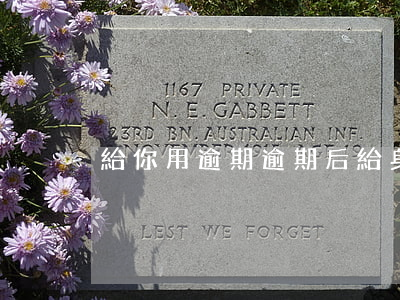 1167 PRIVATE
N. E. GABBETT
23RD BN. AUSTRALIAN INF.
給你用逾期逾期后給
LEST WE FORGET